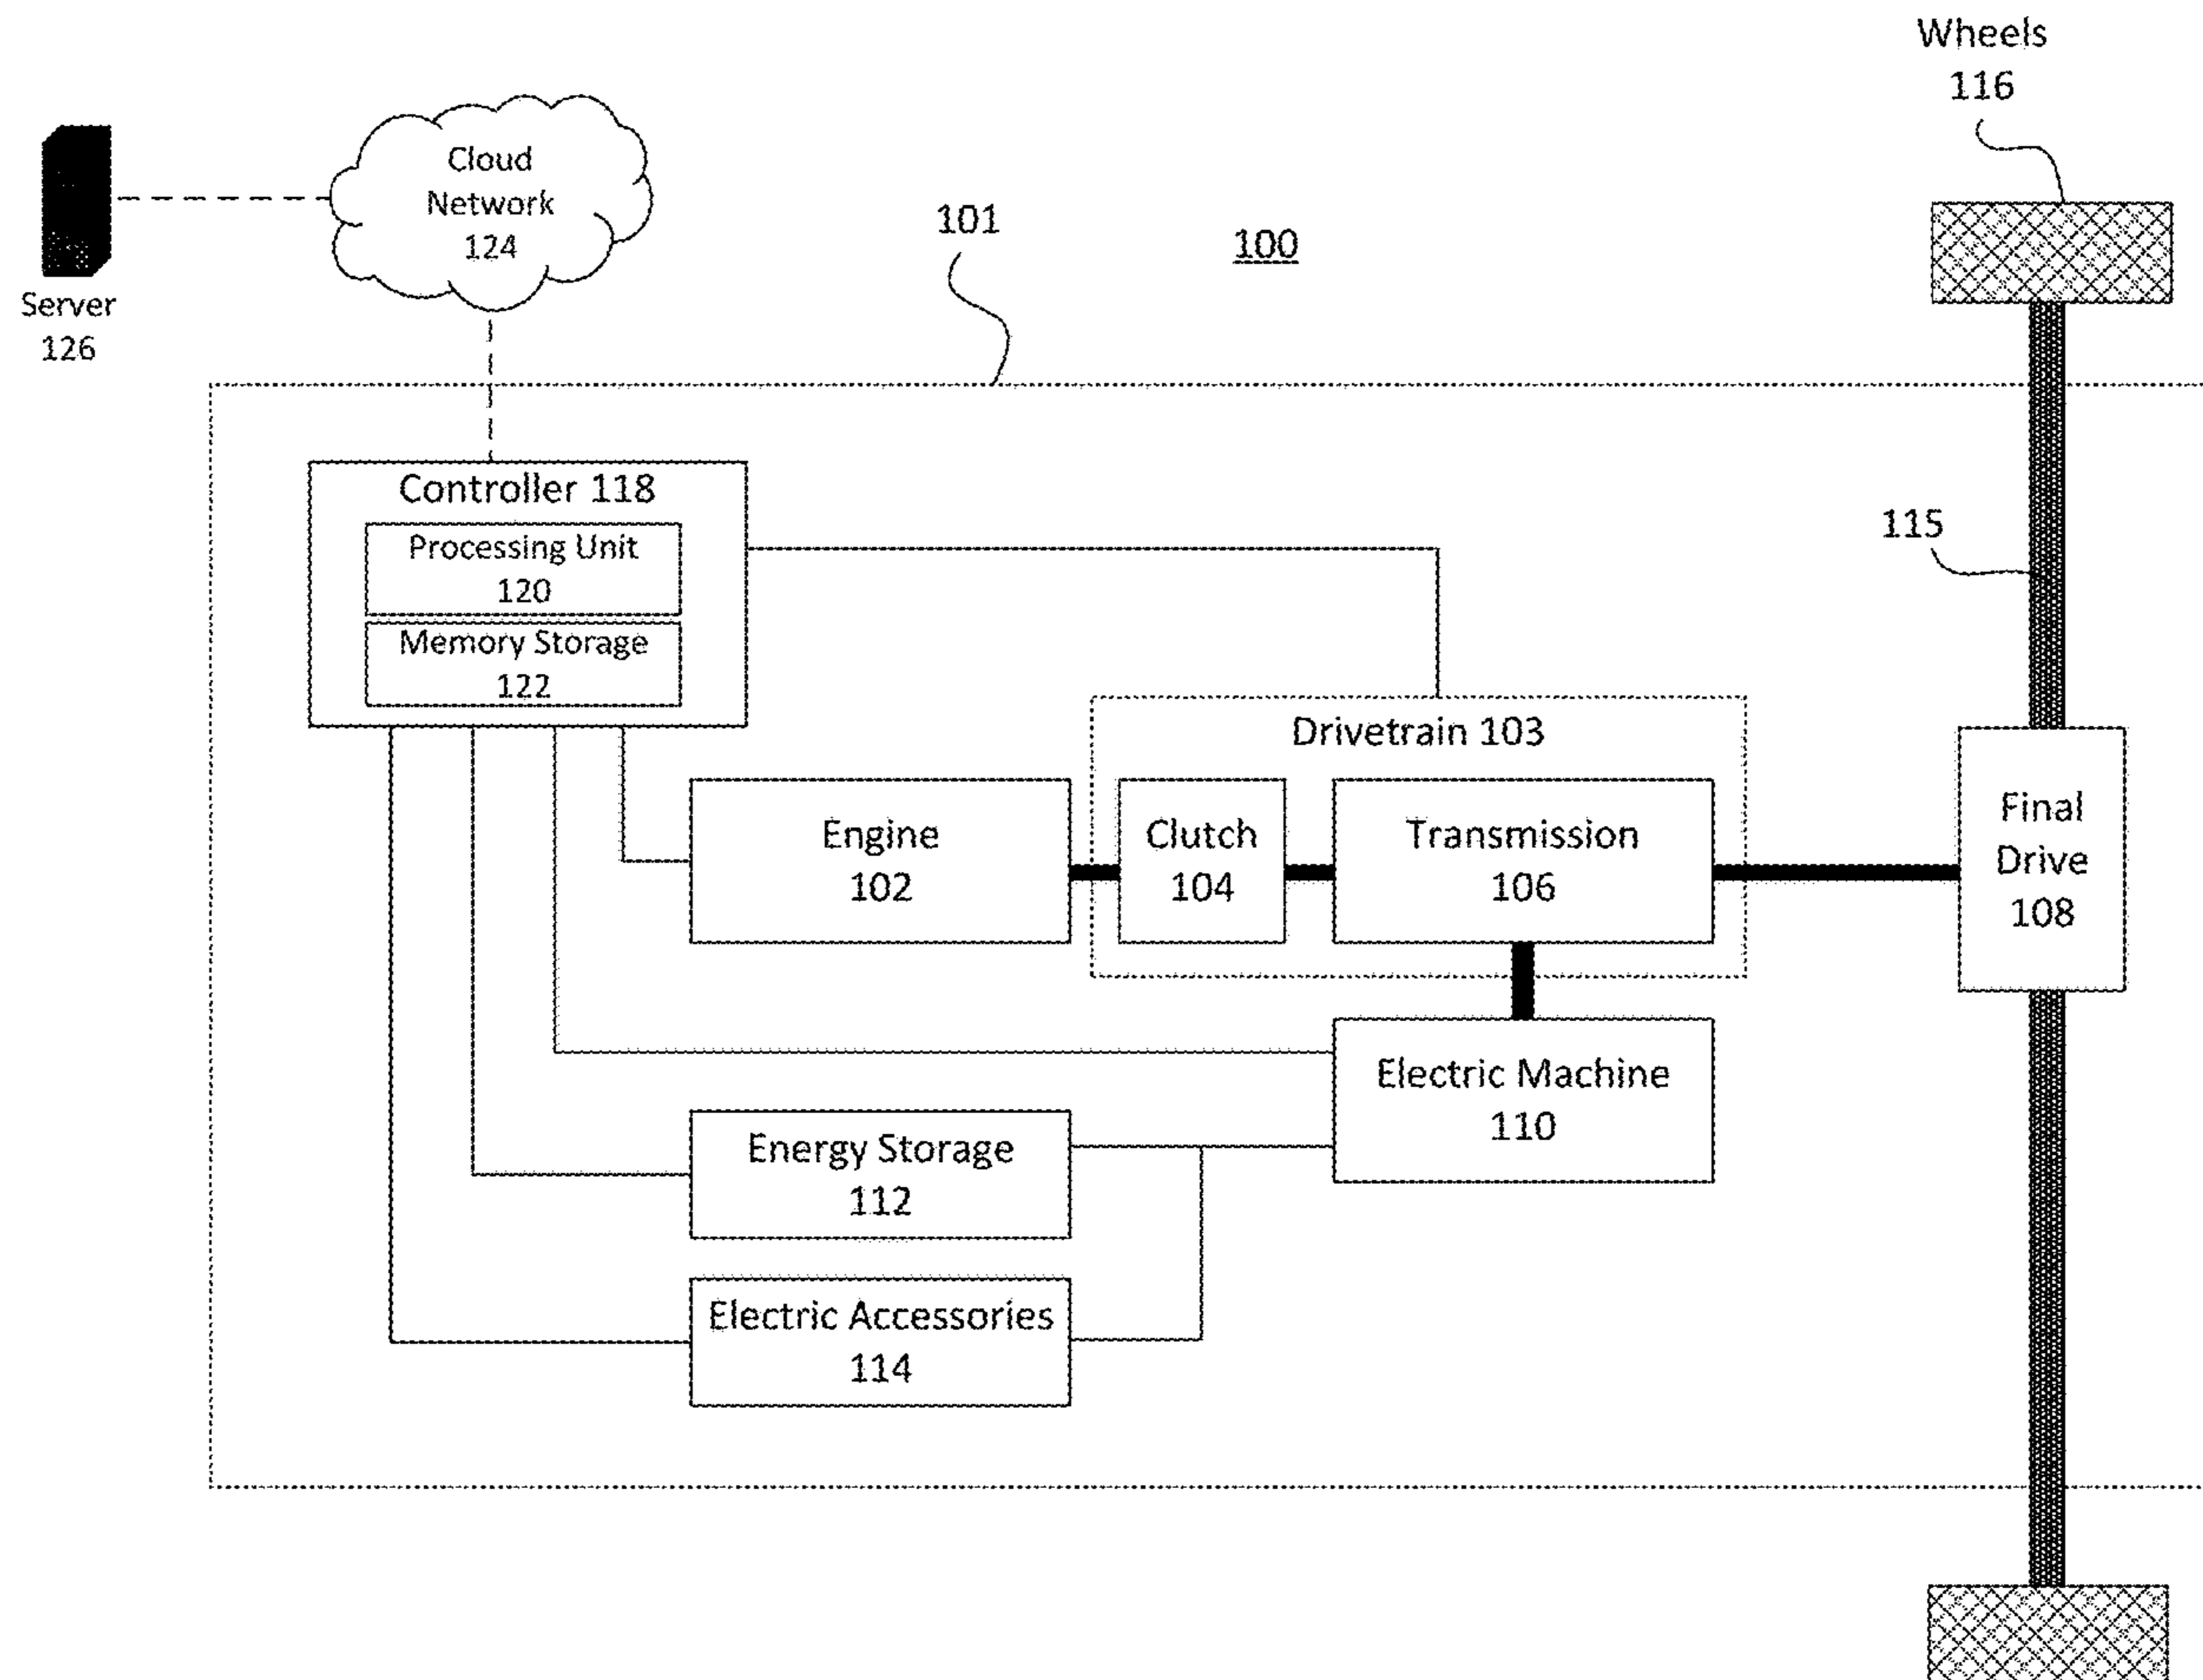 Wheels
116
Cloud
Network
124
101
100
Server
126
Controller 118
Processing Unit
120
Memory Storage
122
115
Drivetrain 103
Engine
102
Clutch
104
Transmission
106
Final
Drive
108
Electric Machine
110
Energy Storage
112
Electric Accessories
114